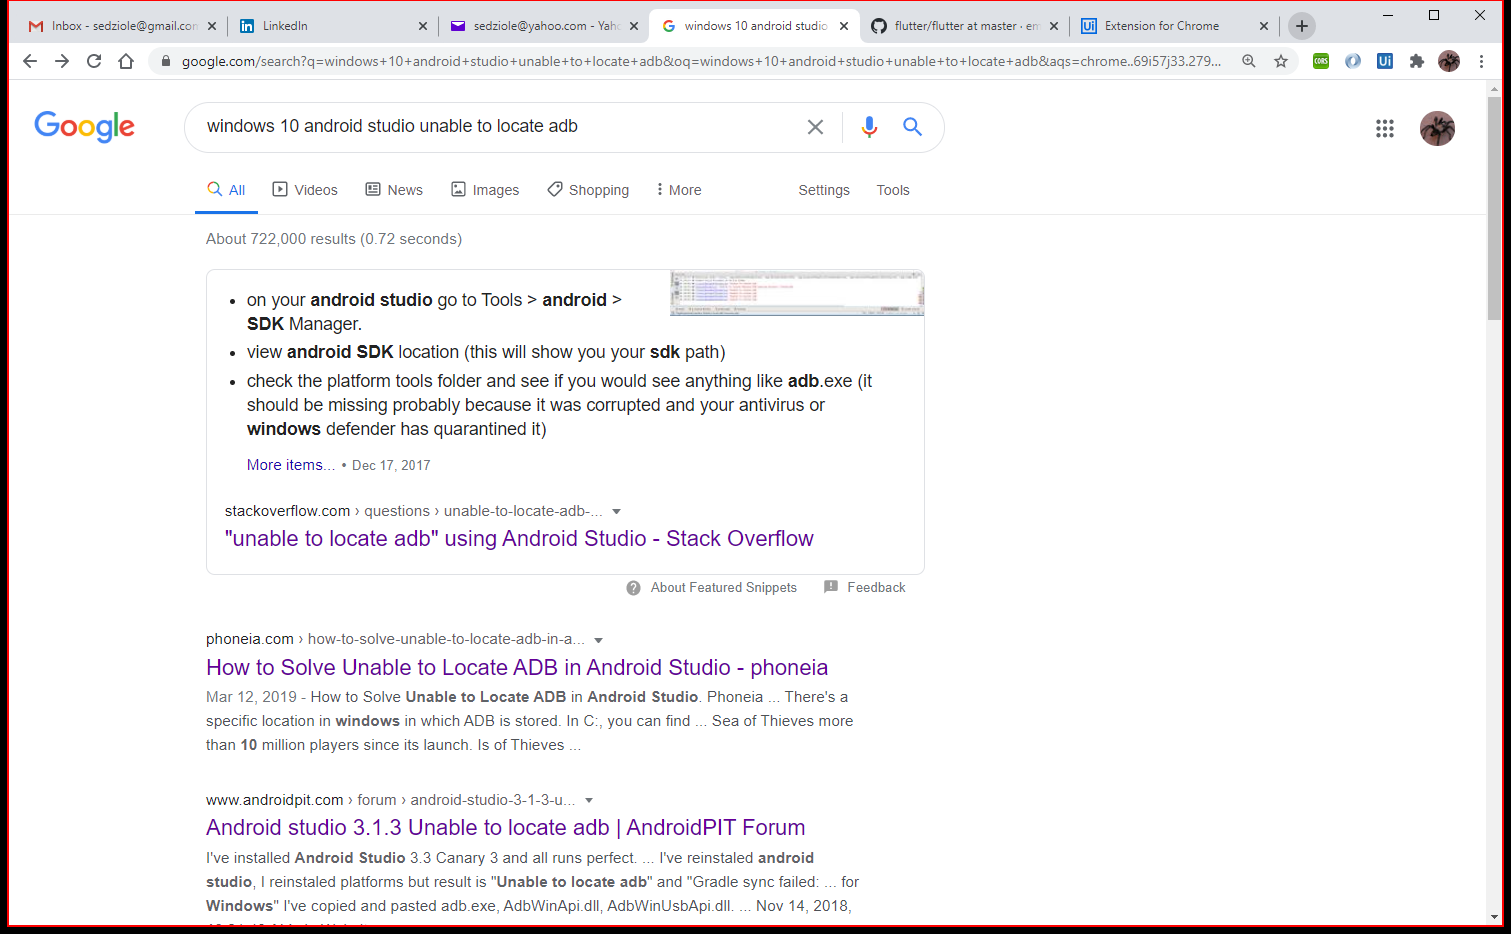 Inbox - sedziole@gmail.con
LinkedIn
sedziole@yahoo.com - Yaho
windows 10 android studio
flutter/flutter at master · em
Extension for Chrome
google.com/search?q=windows+10+android+studio+unable+to+locate+adb&oq=windows+10+android+studio+unable+to+locate+adb&aqs=chrome..69i57j33.279...
CORS
Ui
Google
windows 10 android studio unable to locate adb
All
Videos
News
Images
Shopping
More
Settings
Tools
About 722,000 results (0.72 seconds)
• on your android studio go to Tools > android >
SDK Manager.
• view android SDK location (this will show you your sdk path)
• check the platform tools folder and see if you would see anything like adb.exe (it
should be missing probably because it was corrupted and your antivirus or
windows defender has quarantined it)
More items... • Dec 17, 2017
stackoverflow.com › questions › unable-to-locate-adb-...
"unable to locate adb" using Android Studio - Stack Overflow
About Featured Snippets
Feedback
phoneia.com › how-to-solve-unable-to-locate-adb-in-a...
How to Solve Unable to Locate ADB in Android Studio - phoneia
Mar 12, 2019 - How to Solve Unable to Locate ADB in Android Studio. Phoneia ... There's a
specific location in windows in which ADB is stored. In C:, you can find ... Sea of Thieves more
than 10 million players since its launch. Is of Thieves ...
www.androidpit.com › forum › android-studio-3-1-3-u...
Android studio 3.1.3 Unable to locate adb | AndroidPIT Forum
I've installed Android Studio 3.3 Canary 3 and all runs perfect. ... I've reinstaled android
studio, I reinstaled platforms but result is "Unable to locate adb" and "Gradle sync failed: ... for
Windows" I've copied and pasted adb.exe, AdbWinApi.dll, AdbWinUsbApi.dll. ... Nov 14, 2018,